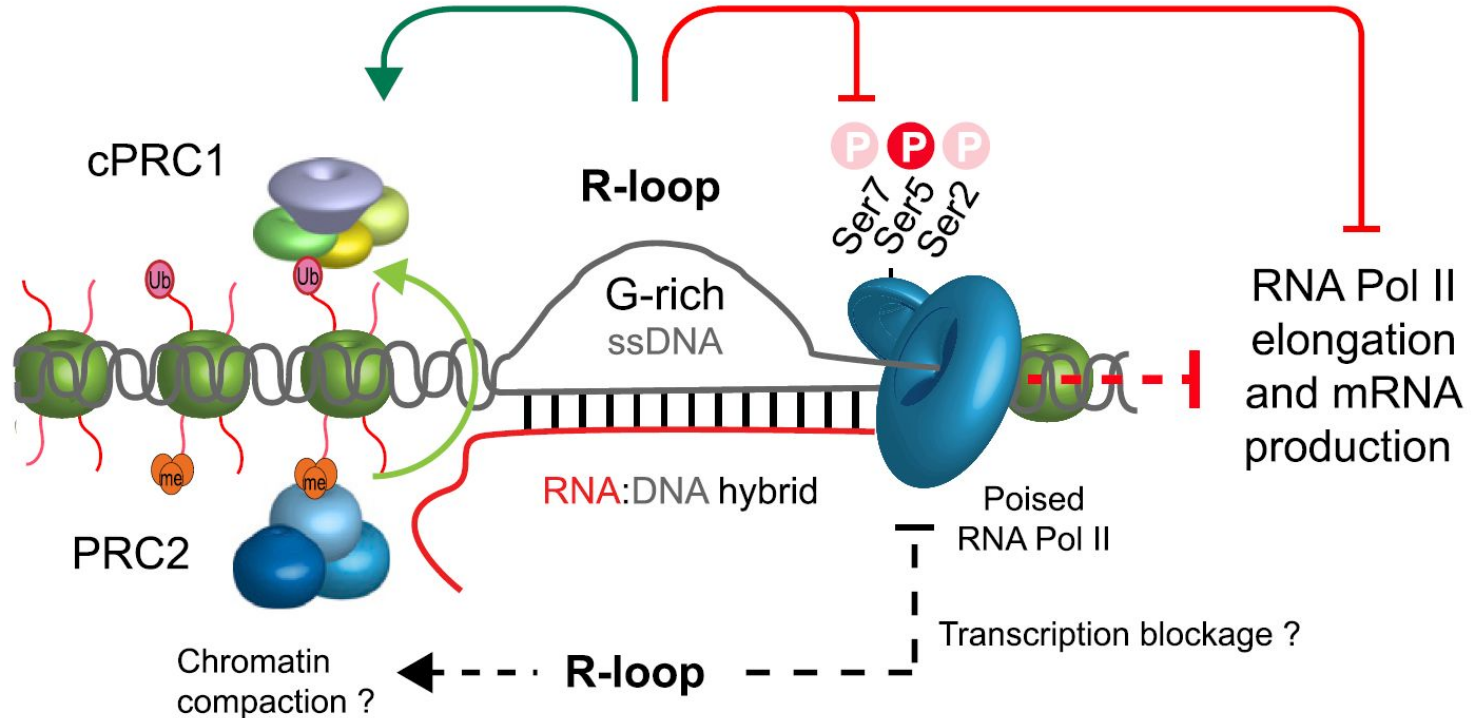 cPRC1
R-loop
P P P
Ser7
Ser5
Ser2
Ub
Ub
G-rich
ssDNA
RNA Pol II
elongation
and mRNA
production
me
me
RNA:DNA hybrid
PRC2
Poised
RNA Pol II
Transcription blockage ?
Chromatin
compaction ?
R-loop